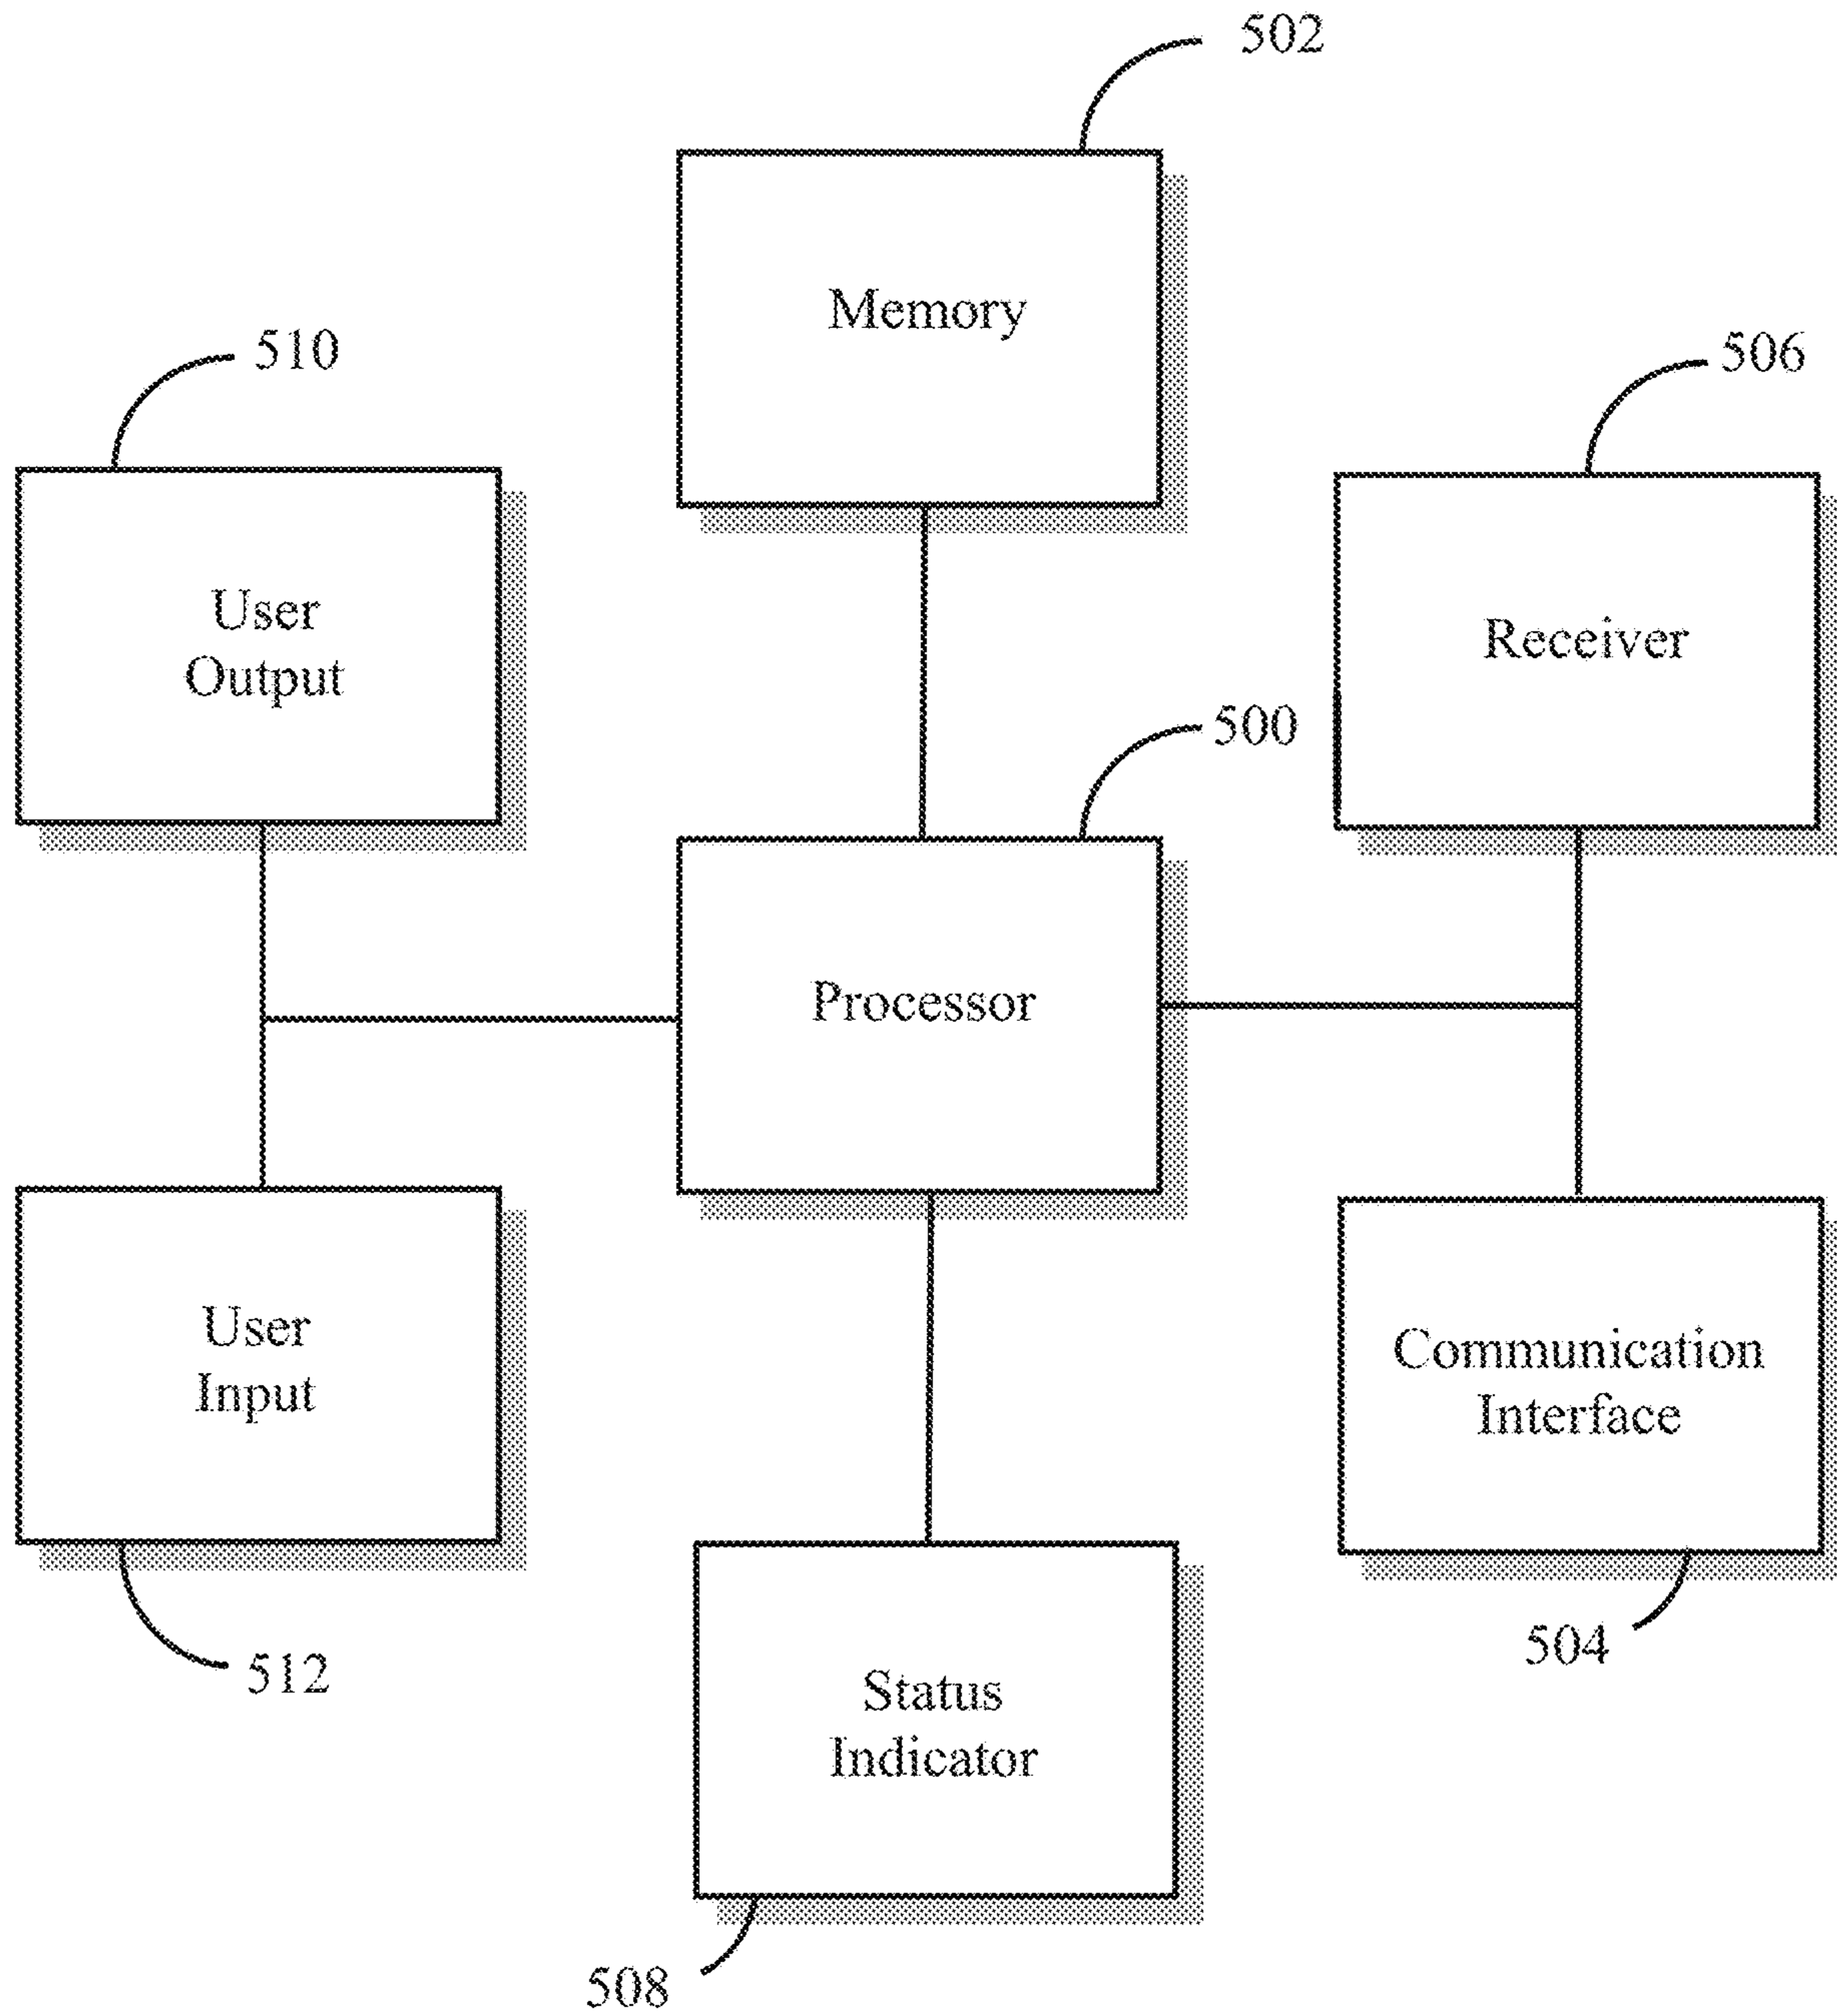 502
Memory
510
506
User
Output
Receiver
500
Processor
User
Input
Communication
Interface
504
512
Status
Indicator
508